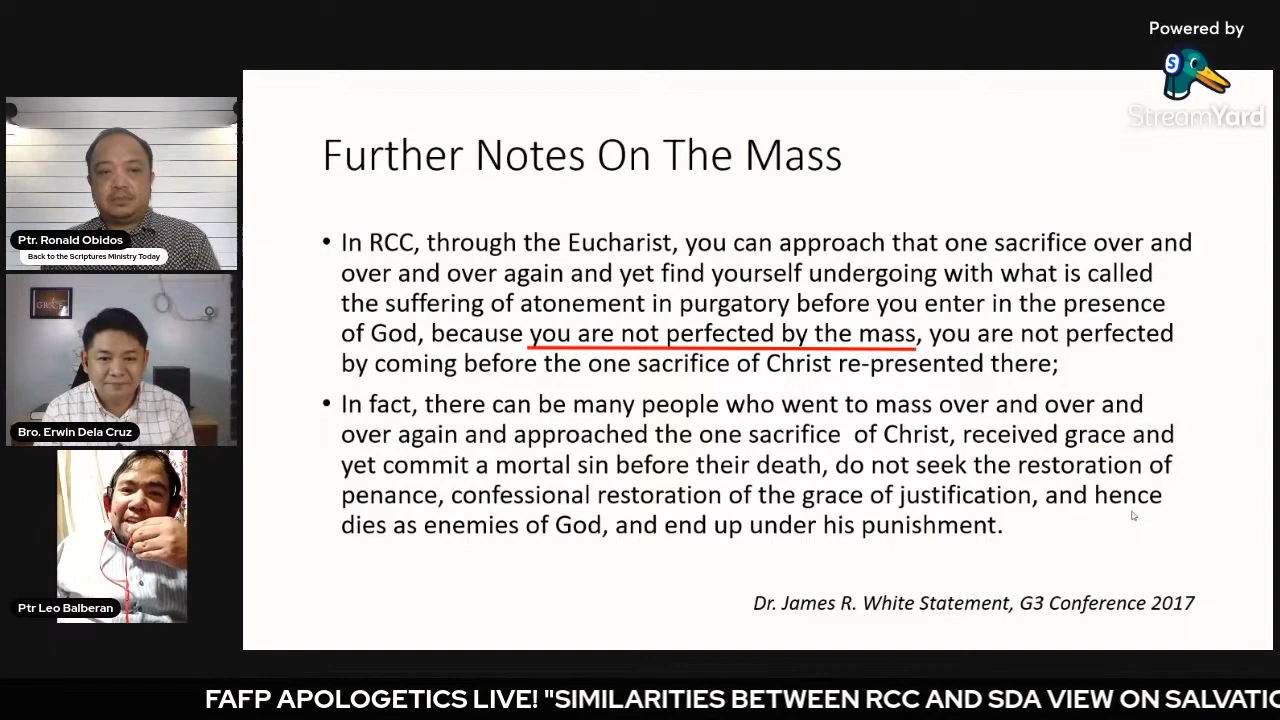 Powered by
StreamYard
Further Notes On The Mass
• In RCC, through the Eucharist, you can approach that one sacrifice over and
over and over again and yet find yourself undergoing with what is called
the suffering of atonement in purgatory before you enter in the presence
of God, because you are not perfected by the mass, you are not perfected
by coming before the one sacrifice of Christ re-presented there;
• In fact, there can be many people who went to mass over and over and
over again and approached the one sacrifice of Christ, received grace and
yet commit a mortal sin before their death, do not seek the restoration of
penance, confessional restoration of the grace of justification, and hence
dies as enemies of God, and end up under his punishment.
Dr. James R. White Statement, G3 Conference 2017
Ptr. Ronald Obidos
Back to the Scriptures Ministry Today
Bro. Erwin Dela Cruz
Ptr Leo Balberan
FAFP APOLOGETICS LIVE! "SIMILARITIES BETWEEN RCC AND SDA VIEW ON SALVATIO